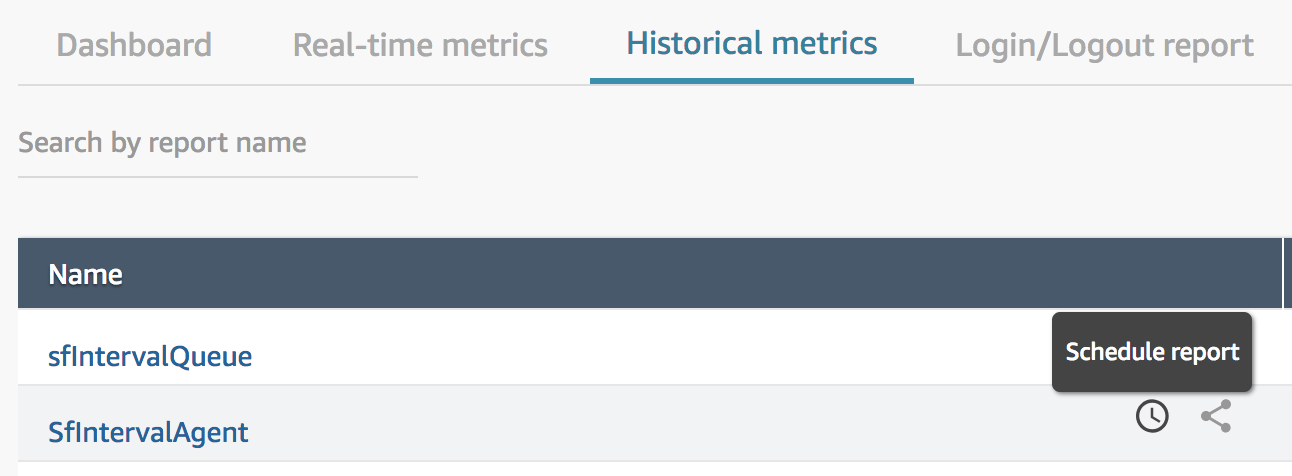 Dashboard Real-time metrics Historical metrics Login/Logout report
Search by report name
Name
sfIntervalQueue
Schedule report
SfIntervalAgent